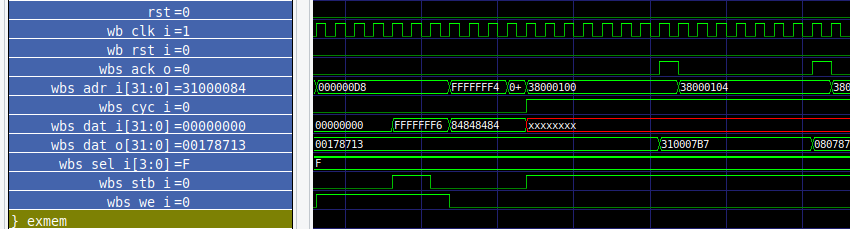 rst=0
wb_clk_i=1
wb_rst_i=0
wbs_ack_o=0
wbs_adr_i[31:0]=31000084 000000D8 FFFFFFF4 0+ 38000100 38000104 380
wbs_cyc_i=0
wbs_dat_i[31:0]=00000000 00000000 FFFFFFF6 84848484 xxxxxxxx
wbs_dat_o[31:0]=00178713 00178713 310007B7 080787
wbs_sel_i[3:0]=F F
wbs_stb_i=0
wbs_we_i=0
} exmem